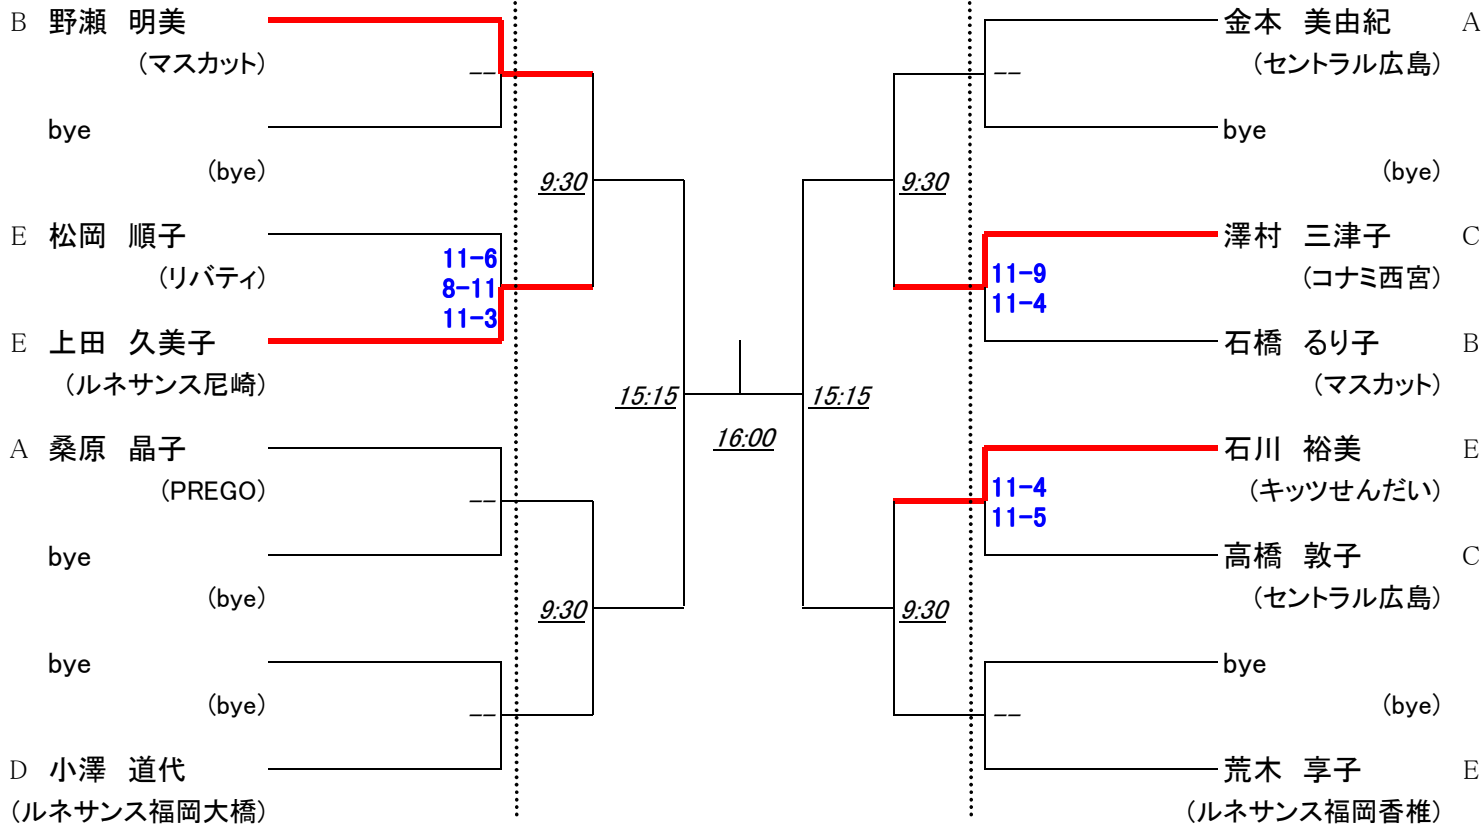 B 野瀬 明美
(マスカット)
--
bye
(bye)
9:30
E 松岡 順子
(リバティ)
11-6
8-11
11-3
E 上田 久美子
(ルネサンス尼崎)
15:15
A 桑原 晶子
(PREGO)
--
bye
(bye)
9:30
bye
(bye)
--
D 小澤 道代
(ルネサンス福岡大橋)
16:00
金本 美由紀 A
(セントラル広島)
--
bye
(bye)
9:30
澤村 三津子 C
(コナミ西宮)
11-9
11-4
石橋 るり子 B
(マスカット)
15:15
石川 裕美 E
(キッツせんだい)
11-4
11-5
高橋 敦子 C
(セントラル広島)
9:30
bye
(bye)
--
荒木 享子 E
(ルネサンス福岡香椎)